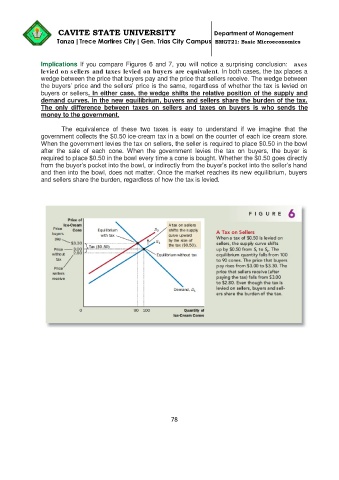 CAVITE STATE UNIVERSITY
Department of Management
Tanza | Trece Martires City | Gen. Trias City Campus
BMGT21: Basic Microeconomics
Implications If you compare Figures 6 and 7, you will notice a surprising conclusion: axes
levied on sellers and taxes levied on buyers are equivalent. In both cases, the tax places a
wedge between the price that buyers pay and the price that sellers receive. The wedge between
the buyers' price and the sellers' price is the same, regardless of whether the tax is levied on
buyers or sellers. In either case, the wedge shifts the relative position of the supply and
demand curves. In the new equilibrium, buyers and sellers share the burden of the tax.
The only difference between taxes on sellers and taxes on buyers is who sends the
money to the government.
The equivalence of these two taxes is easy to understand if we imagine that the
government collects the $0.50 ice-cream tax in a bowl on the counter of each ice cream store.
When the government levies the tax on sellers, the seller is required to place $0.50 in the bowl
after the sale of each cone. When the government levies the tax on buyers, the buyer is
required to place $0.50 in the bowl every time a cone is bought. Whether the $0.50 goes directly
from the buyer's pocket into the bowl, or indirectly from the buyer's pocket into the seller's hand
and then into the bowl, does not matter. Once the market reaches its new equilibrium, buyers
and sellers share the burden, regardless of how the tax is levied.
FIGURE 6
A Tax on Sellers
When a tax of $0.50 is levied on
sellers, the supply curve shifts
up by $0.50 from S1 to S2. The
equilibrium quantity falls from 100
to 90 cones. The price that buyers
pay rises from $3.00 to $3.30. The
price that sellers receive (after
paying the tax) falls from $3.00
to $2.80. Even though the tax is
levied on sellers, buyers and sell-
ers share the burden of the tax.
Price of
Ice-Cream
Cone
Price
buyers
pay
$3.30
3.00
2.80
Price
without
tax
Price
sellers
receive
Equilibrium
with tax
Tax ($0.50)
S2
S1
A tax on sellers
shifts the supply
curve upward
by the size of
the tax ($0.50).
Equilibrium without tax
Demand, D1
0
90 100
Quantity of
Ice-Cream Cones
78